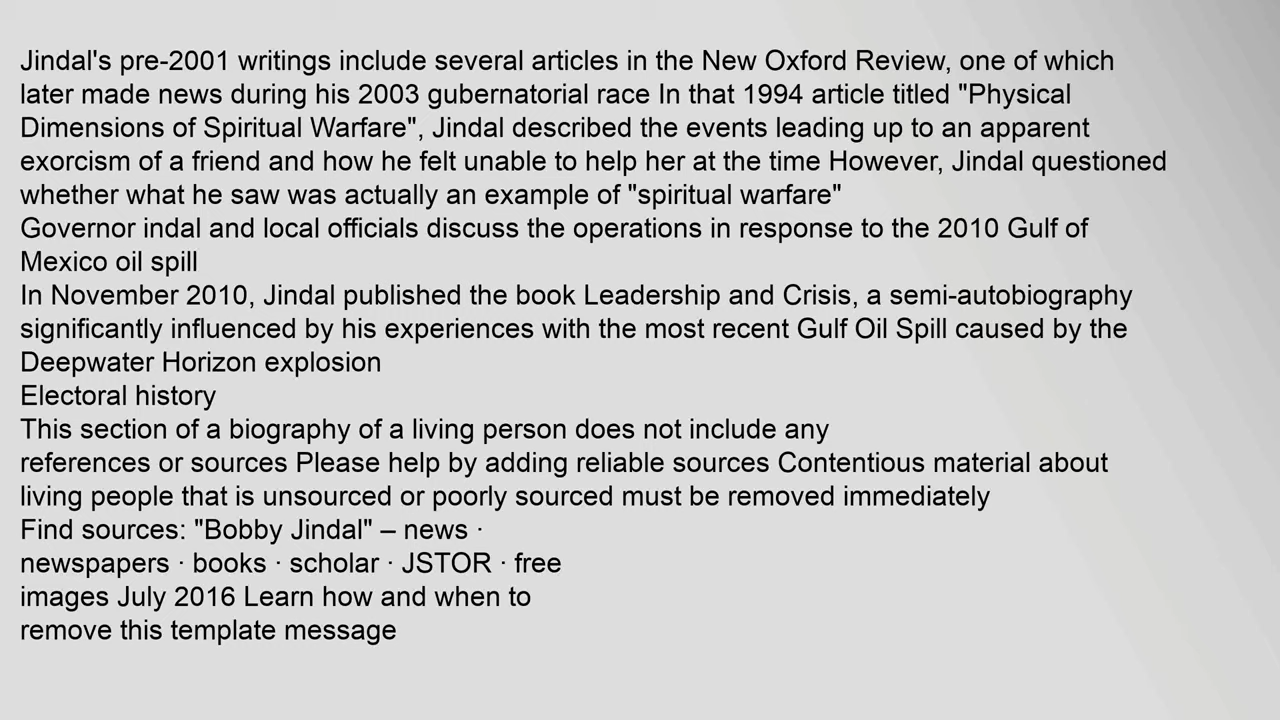 Jindal's pre-2001 writings include several articles in the New Oxford Review, one of which
later made news during his 2003 gubernatorial race In that 1994 article titled "Physical
Dimensions of Spiritual Warfare", Jindal described the events leading up to an apparent
exorcism of a friend and how he felt unable to help her at the time However, Jindal questioned
whether what he saw was actually an example of "spiritual warfare"
Governor indal and local officials discuss the operations in response to the 2010 Gulf of
Mexico oil spill
In November 2010, Jindal published the book Leadership and Crisis, a semi-autobiography
significantly influenced by his experiences with the most recent Gulf Oil Spill caused by the
Deepwater Horizon explosion
Electoral history
This section of a biography of a living person does not include any
references or sources Please help by adding reliable sources Contentious material about
living people that is unsourced or poorly sourced must be removed immediately
Find sources: "Bobby Jindal" – news ·
newspapers · books · scholar · JSTOR · free
images July 2016 Learn how and when to
remove this template message